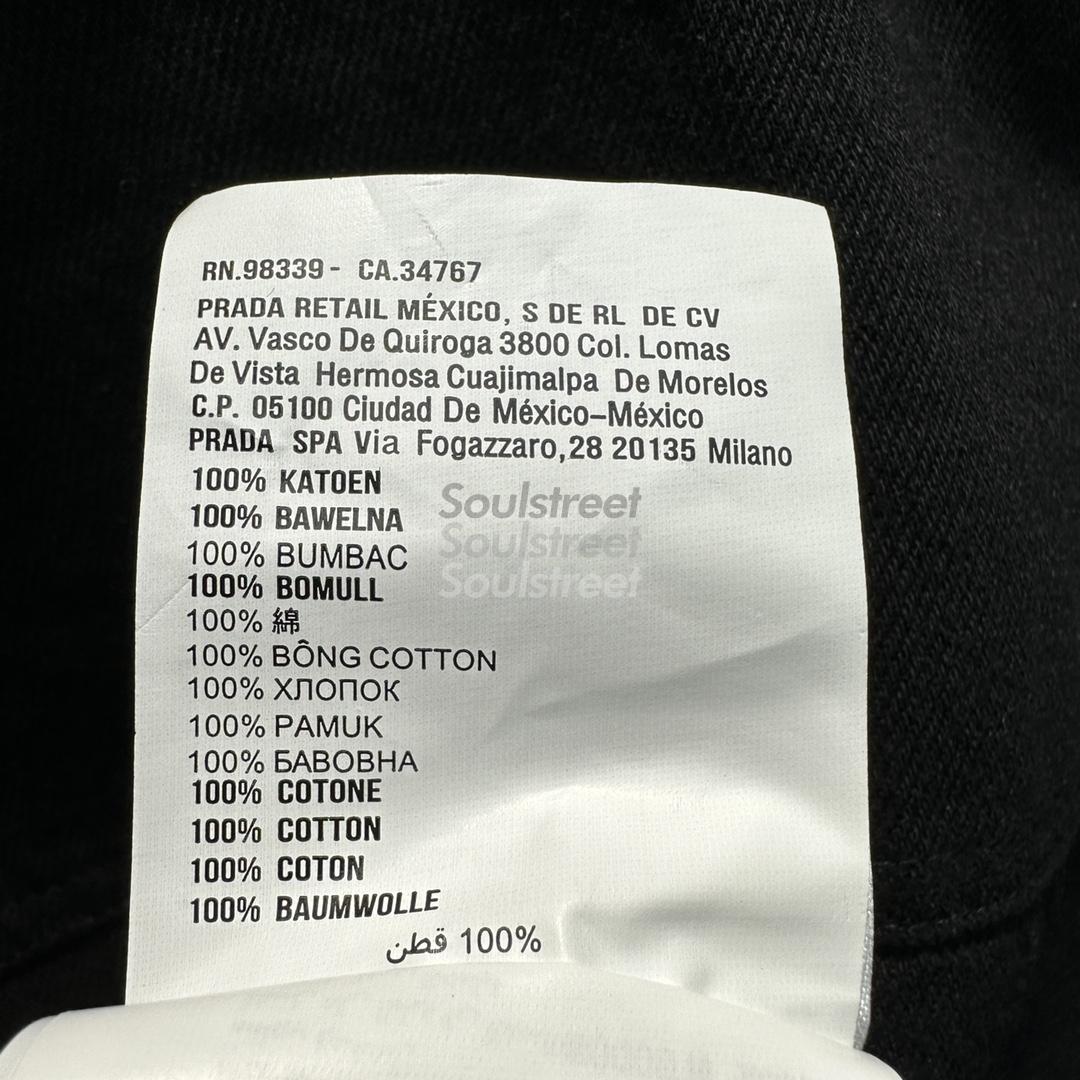 RN.98339 - CA.34767
PRADA RETAIL MÉXICO, S DE RL DE CV
AV. Vasco De Quiroga 3800 Col. Lomas
De Vista Hermosa Cuajimalpa De Morelos
C.P. 05100 Ciudad De México–México
PRADA SPA Via Fogazzaro,28 20135 Milano
100% KATOEN
100% BAWELNA
100% BUMBAC
100% BOMULL
100% 綿
100% BÔNG COTTON
100% ХЛОПОК
100% PAMUK
100% БАВОВНА
100% COTONE
100% COTTON
100% COTON
100% BAUMWOLLE
100% قطن
Soulstreet
Soulstreet
Soulstreet